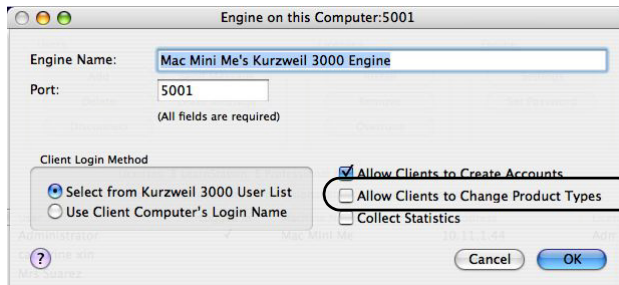 Engine on this Computer:5001
Engine Name: Mac Mini Me's Kurzweil 3000 Engine
Port: 5001
(All fields are required)
Client Login Method
Select from Kurzweil 3000 User List
Use Client Computer's Login Name
Allow Clients to Create Accounts
Allow Clients to Change Product Types
Collect Statistics
Administrator Mac Mini Me 10.11.1.44
Mrs Suarez
?
Cancel OK